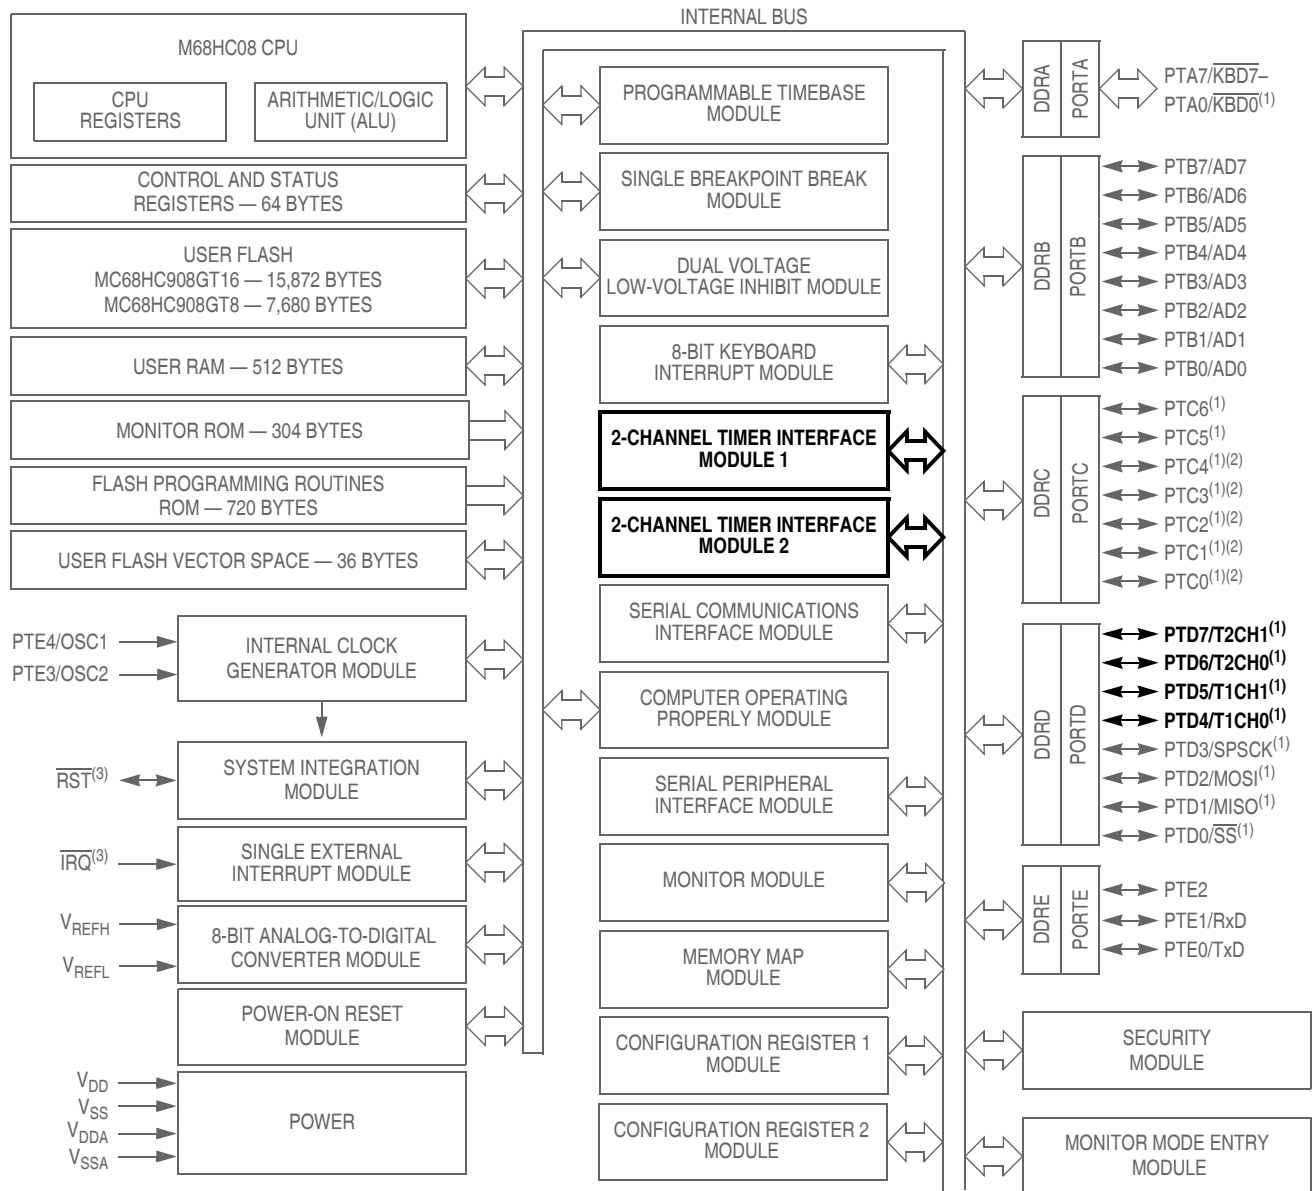 INTERNAL BUS
M68HC08 CPU
CPU
REGISTERS
ARITHMETIC/LOGIC
UNIT (ALU)
CONTROL AND STATUS
REGISTERS — 64 BYTES
USER FLASH
MC68HC908GT16 — 15,872 BYTES
MC68HC908GT8 — 7,680 BYTES
USER RAM — 512 BYTES
MONITOR ROM — 304 BYTES
FLASH PROGRAMMING ROUTINES
ROM — 720 BYTES
USER FLASH VECTOR SPACE — 36 BYTES
PTE4/OSC1
PTE3/OSC2
INTERNAL CLOCK
GENERATOR MODULE
RST(3)
SYSTEM INTEGRATION
MODULE
IRQ(3)
SINGLE EXTERNAL
INTERRUPT MODULE
VREFH
VREFL
8-BIT ANALOG-TO-DIGITAL
CONVERTER MODULE
POWER-ON RESET
MODULE
VDD
VSS
VDDA
VSSA
POWER
PROGRAMMABLE TIMEBASE
MODULE
SINGLE BREAKPOINT BREAK
MODULE
DUAL VOLTAGE
LOW-VOLTAGE INHIBIT MODULE
8-BIT KEYBOARD
INTERRUPT MODULE
2-CHANNEL TIMER INTERFACE
MODULE 1
2-CHANNEL TIMER INTERFACE
MODULE 2
SERIAL COMMUNICATIONS
INTERFACE MODULE
COMPUTER OPERATING
PROPERLY MODULE
SERIAL PERIPHERAL
INTERFACE MODULE
MONITOR MODULE
MEMORY MAP
MODULE
CONFIGURATION REGISTER 1
MODULE
CONFIGURATION REGISTER 2
MODULE
DDRA
PORTA
PTA7/KBD7–
PTA0/KBD0(1)
DDRB
PORTB
PTB7/AD7
PTB6/AD6
PTB5/AD5
PTB4/AD4
PTB3/AD3
PTB2/AD2
PTB1/AD1
PTB0/AD0
DDRC
PORTC
PTC6(1)
PTC5(1)
PTC4(1)(2)
PTC3(1)(2)
PTC2(1)(2)
PTC1(1)(2)
PTC0(1)(2)
DDRD
PORTD
PTD7/T2CH1(1)
PTD6/T2CH0(1)
PTD5/T1CH1(1)
PTD4/T1CH0(1)
PTD3/SPSCK(1)
PTD2/MOSI(1)
PTD1/MISO(1)
PTD0/SS(1)
DDRE
PORTE
PTE2
PTE1/RxD
PTE0/TxD
SECURITY
MODULE
MONITOR MODE ENTRY
MODULE